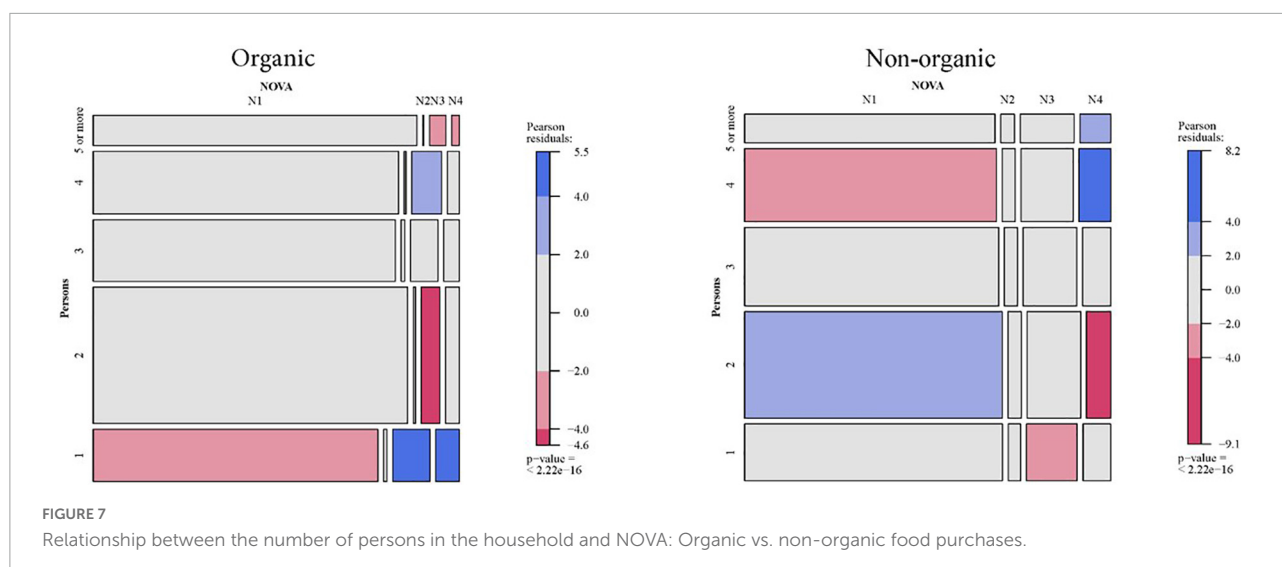 Organic
NOVA
N1 N2N3 N4
5 or more
4
3
2
1
Persons
Pearson
residuals:
5.5
4.0
2.0
0.0
−2.0
−4.0
−4.6
p−value =
< 2.22e−16
Non-organic
NOVA
N1 N2 N3 N4
5 or more
4
3
2
1
Persons
Pearson
residuals:
8.2
4.0
2.0
0.0
−2.0
−4.0
−9.1
p−value =
< 2.22e−16
FIGURE 7
Relationship between the number of persons in the household and NOVA: Organic vs. non-organic food purchases.